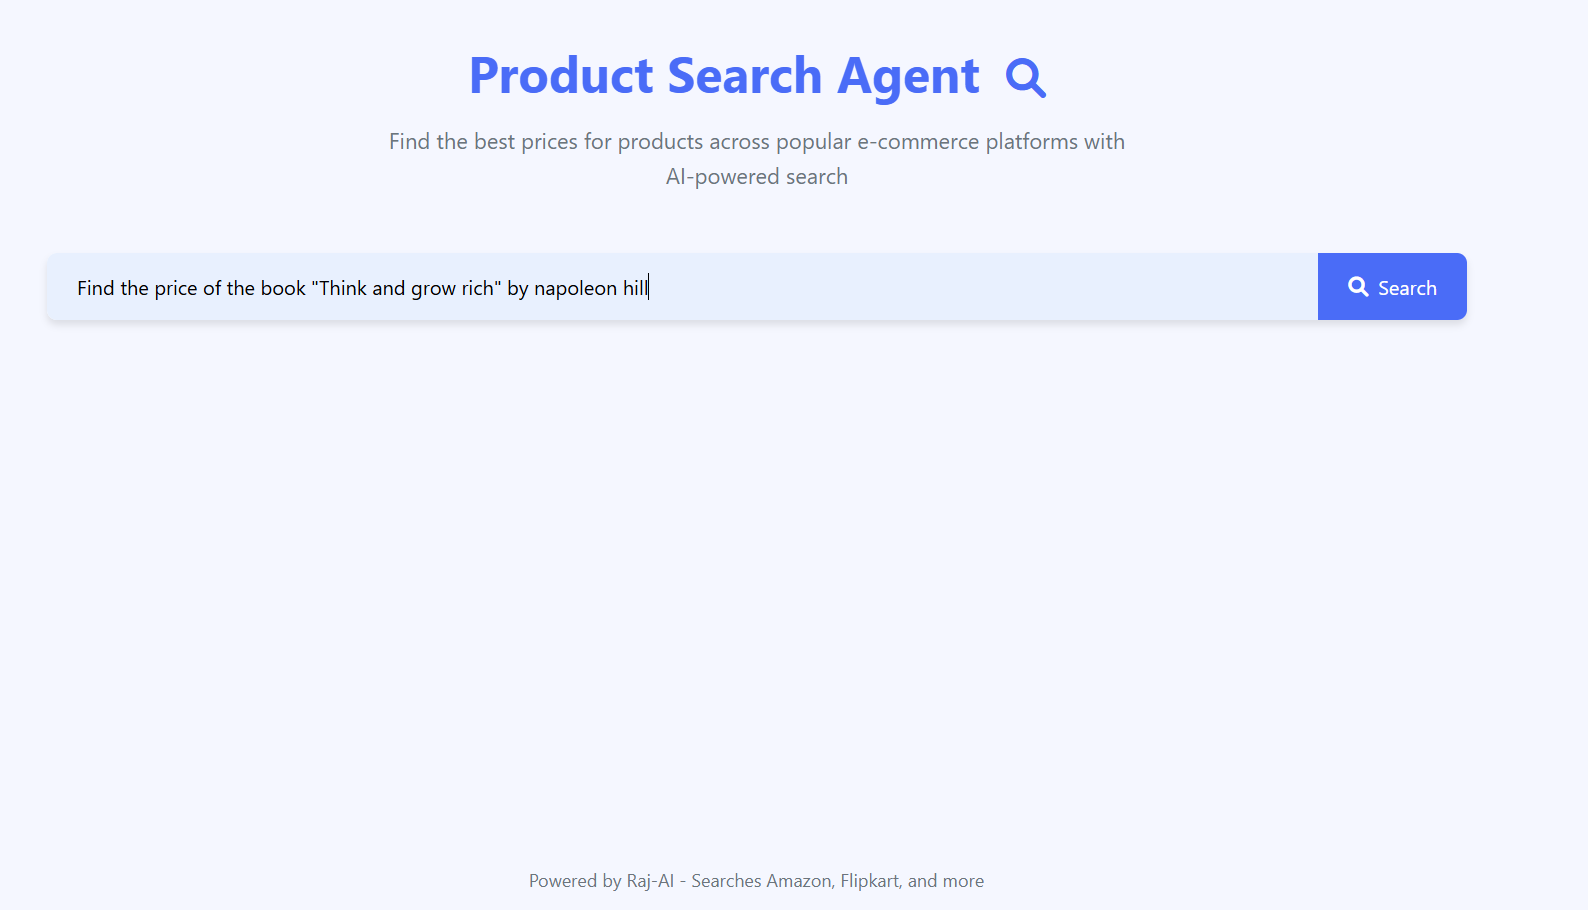 Product Search Agent
Find the best prices for products across popular e-commerce platforms with
AI-powered search
Find the price of the book "Think and grow rich" by napoleon hill
Search
Powered by Raj-AI - Searches Amazon, Flipkart, and more